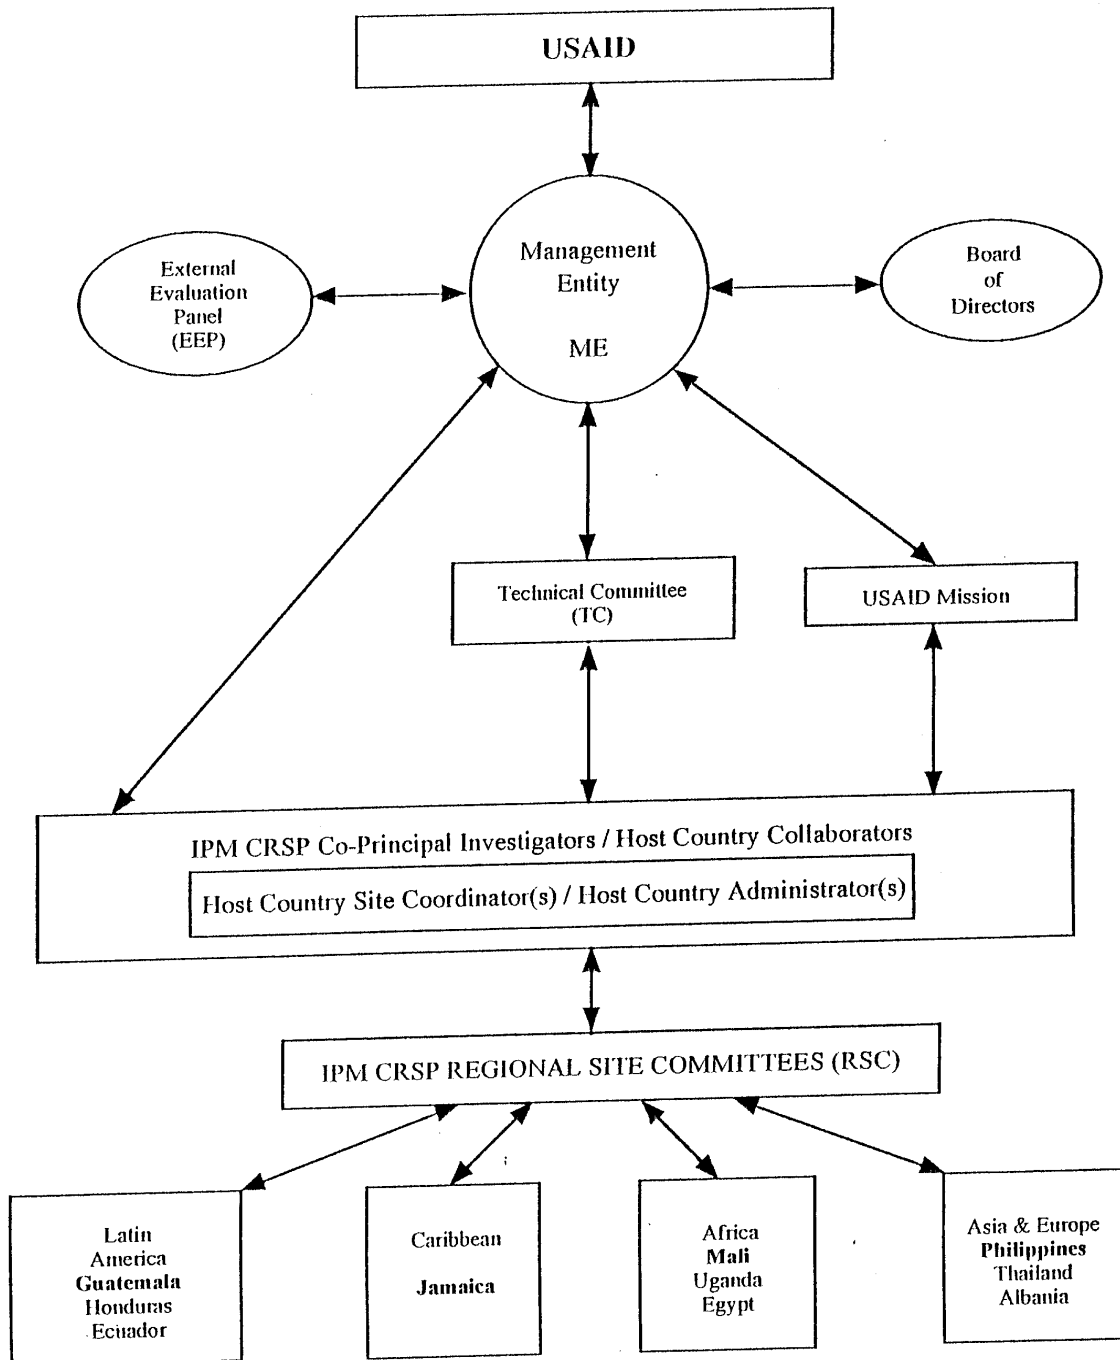 USAID
Management
Entity
ME
External
Evaluation
Panel
(EEP)
Board
of
Directors
Technical Committee
(TC)
USAID Mission
IPM CRSP Co-Principal Investigators / Host Country Collaborators
Host Country Site Coordinator(s) / Host Country Administrator(s)
IPM CRSP REGIONAL SITE COMMITTEES (RSC)
Latin
America
Guatemala
Honduras
Ecuador
Caribbean
Jamaica
Africa
Mali
Uganda
Egypt
Asia & Europe
Philippines
Thailand
Albania